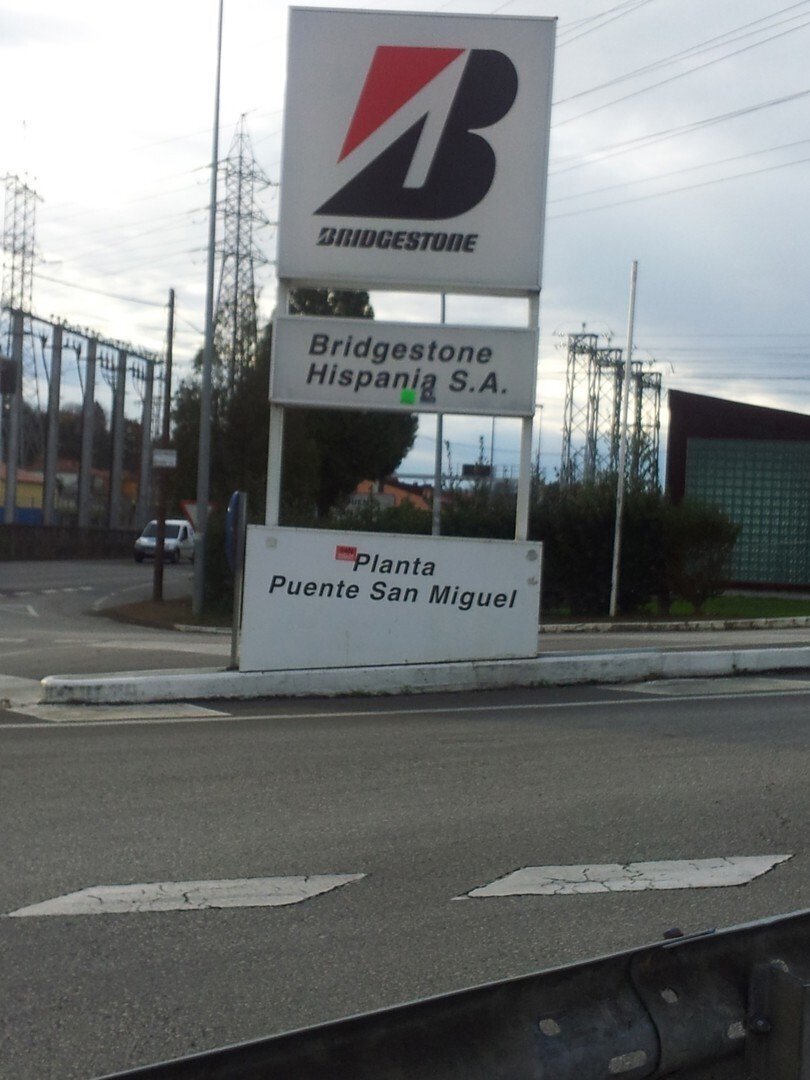 BRIDGESTONE
Bridgestone
Hispania S.A.
Planta
Puente San Miguel